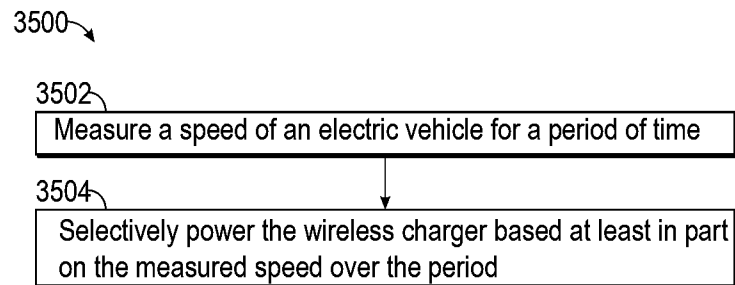 3500
3502
Measure a speed of an electric vehicle for a period of time
3504
Selectively power the wireless charger based at least in part
on the measured speed over the period